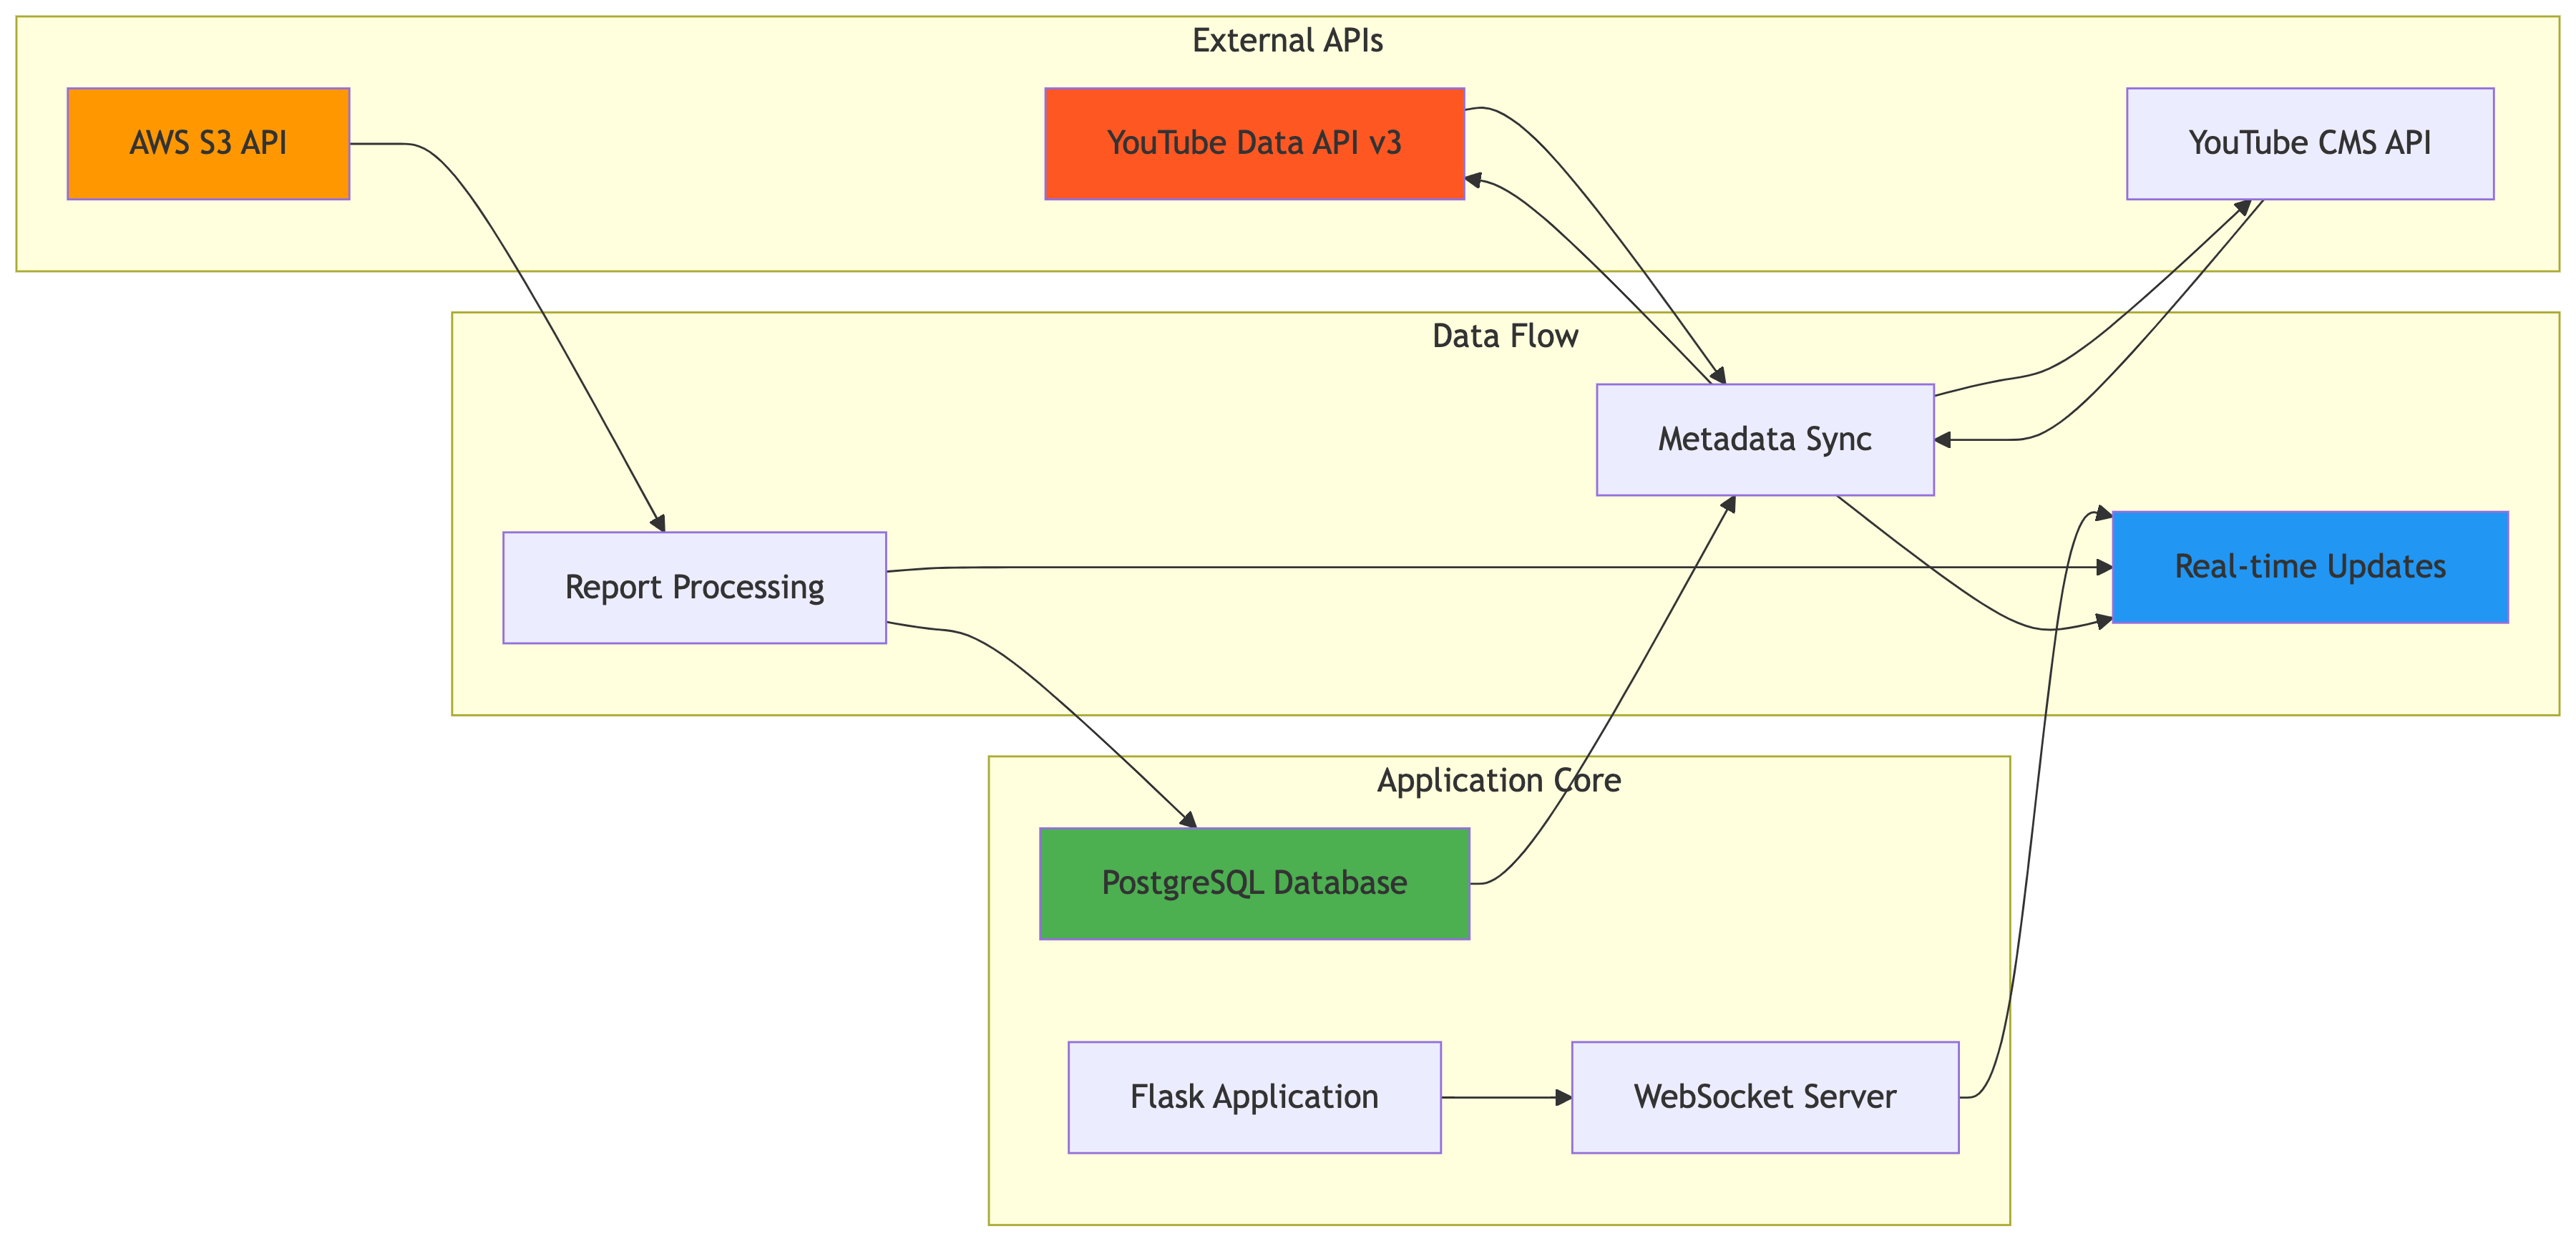 External APIs
AWS S3 API
YouTube Data API v3
YouTube CMS API
Data Flow
Metadata Sync
Real-time Updates
Report Processing
Application Core
PostgreSQL Database
Flask Application
WebSocket Server